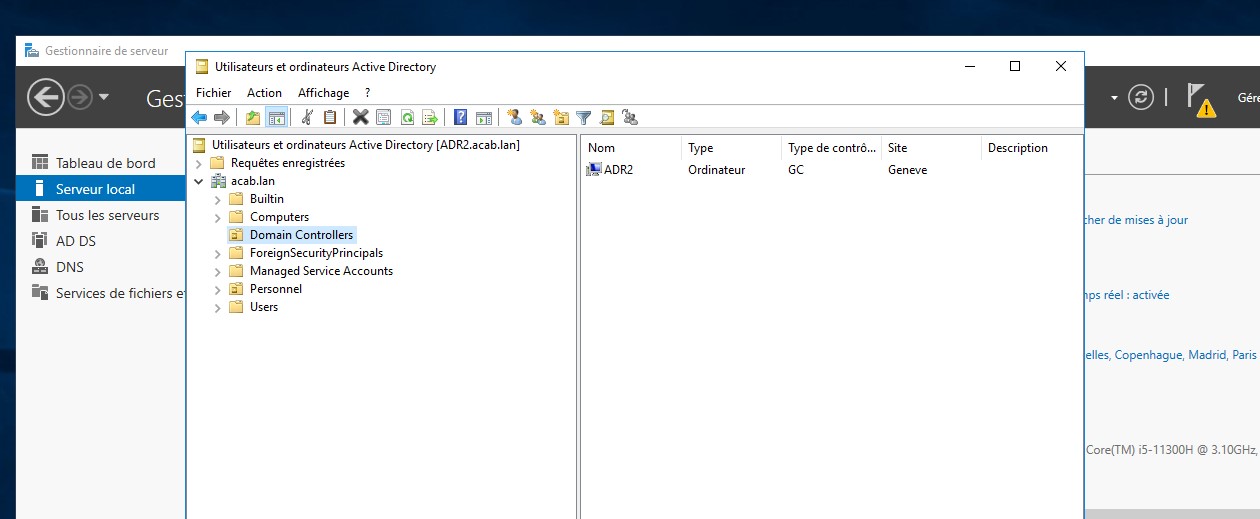 Gestionnaire de serveur
Utilisateurs et ordinateurs Active Directory
Fichier Action Affichage ?
Utilisateurs et ordinateurs Active Directory [ADR2.acab.lan]
Requêtes enregistrées
acab.lan
Builtin
Computers
Domain Controllers
ForeignSecurityPrincipals
Managed Service Accounts
Personnel
Users
Nom Type Type de contrô... Site Description
ADR2 Ordinateur GC Geneve
Ges
Gére
Tableau de bord
Serveur local
Tous les serveurs
AD DS
DNS
Services de fichiers et
cher de mises à jour
mps réel : activée
elles, Copenhague, Madrid, Paris
Core(TM) i5-11300H @ 3.10GHz,